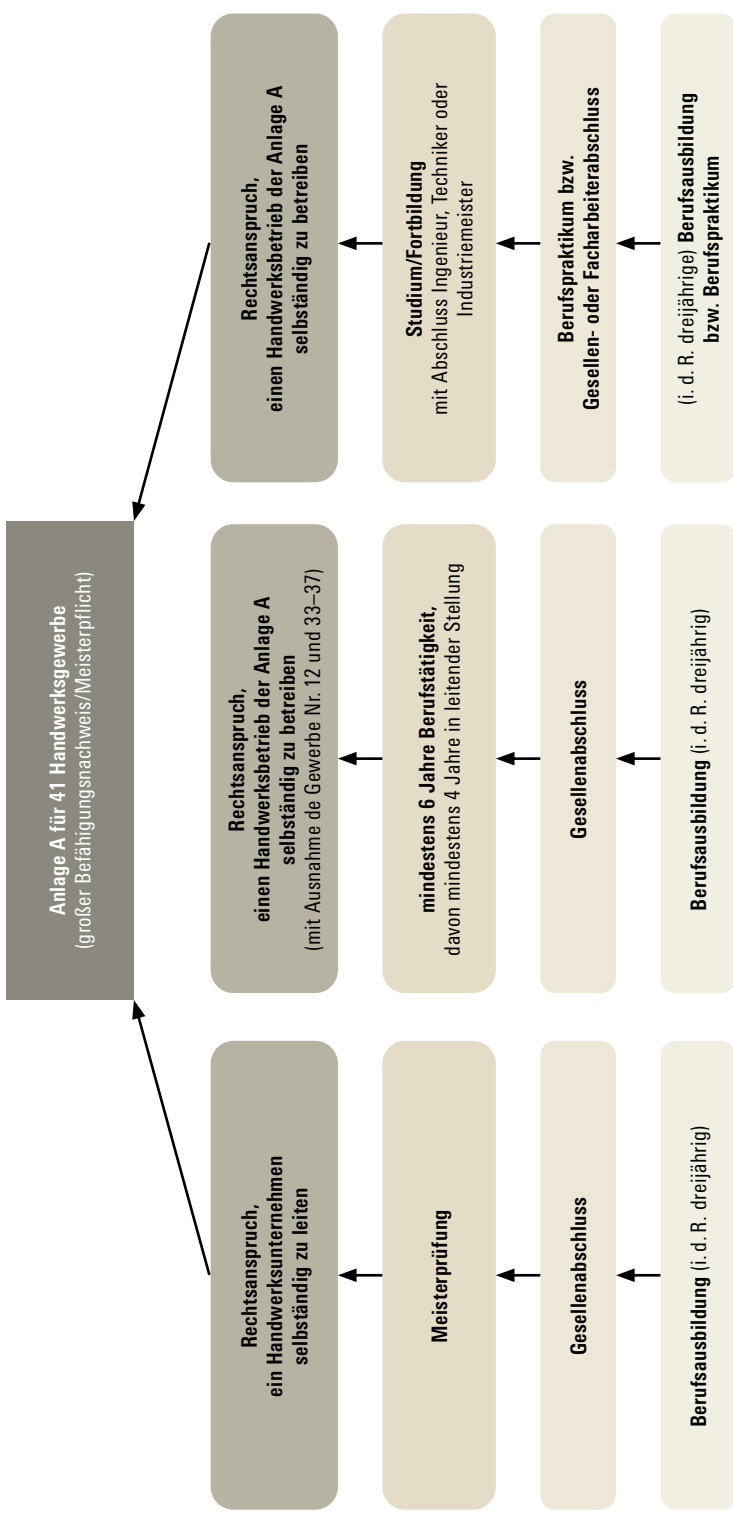 Anlage A für 41 Handwerksgewerbe
(großer Befähigungsnachweis/Meisterpflicht)
Rechtsanspruch,
ein Handwerksunternehmen
selbständig zu leiten
Meisterprüfung
Gesellenabschluss
Berufsausbildung (i. d. R. dreijährig)
Rechtsanspruch,
einen Handwerksbetrieb der Anlage A
selbständig zu betreiben
(mit Ausnahme de Gewerbe Nr. 12 und 33–37)
mindestens 6 Jahre Berufstätigkeit,
davon mindestens 4 Jahre in leitender Stellung
Gesellenabschluss
Berufsausbildung (i. d. R. dreijährig)
Rechtsanspruch,
einen Handwerksbetrieb der Anlage A
selbständig zu betreiben
Studium/Fortbildung
mit Abschluss Ingenieur, Techniker oder
Industriemeister
Berufspraktikum bzw.
Gesellen- oder Facharbeiterabschluss
(i. d. R. dreijährige) Berufsausbildung
bzw. Berufspraktikum